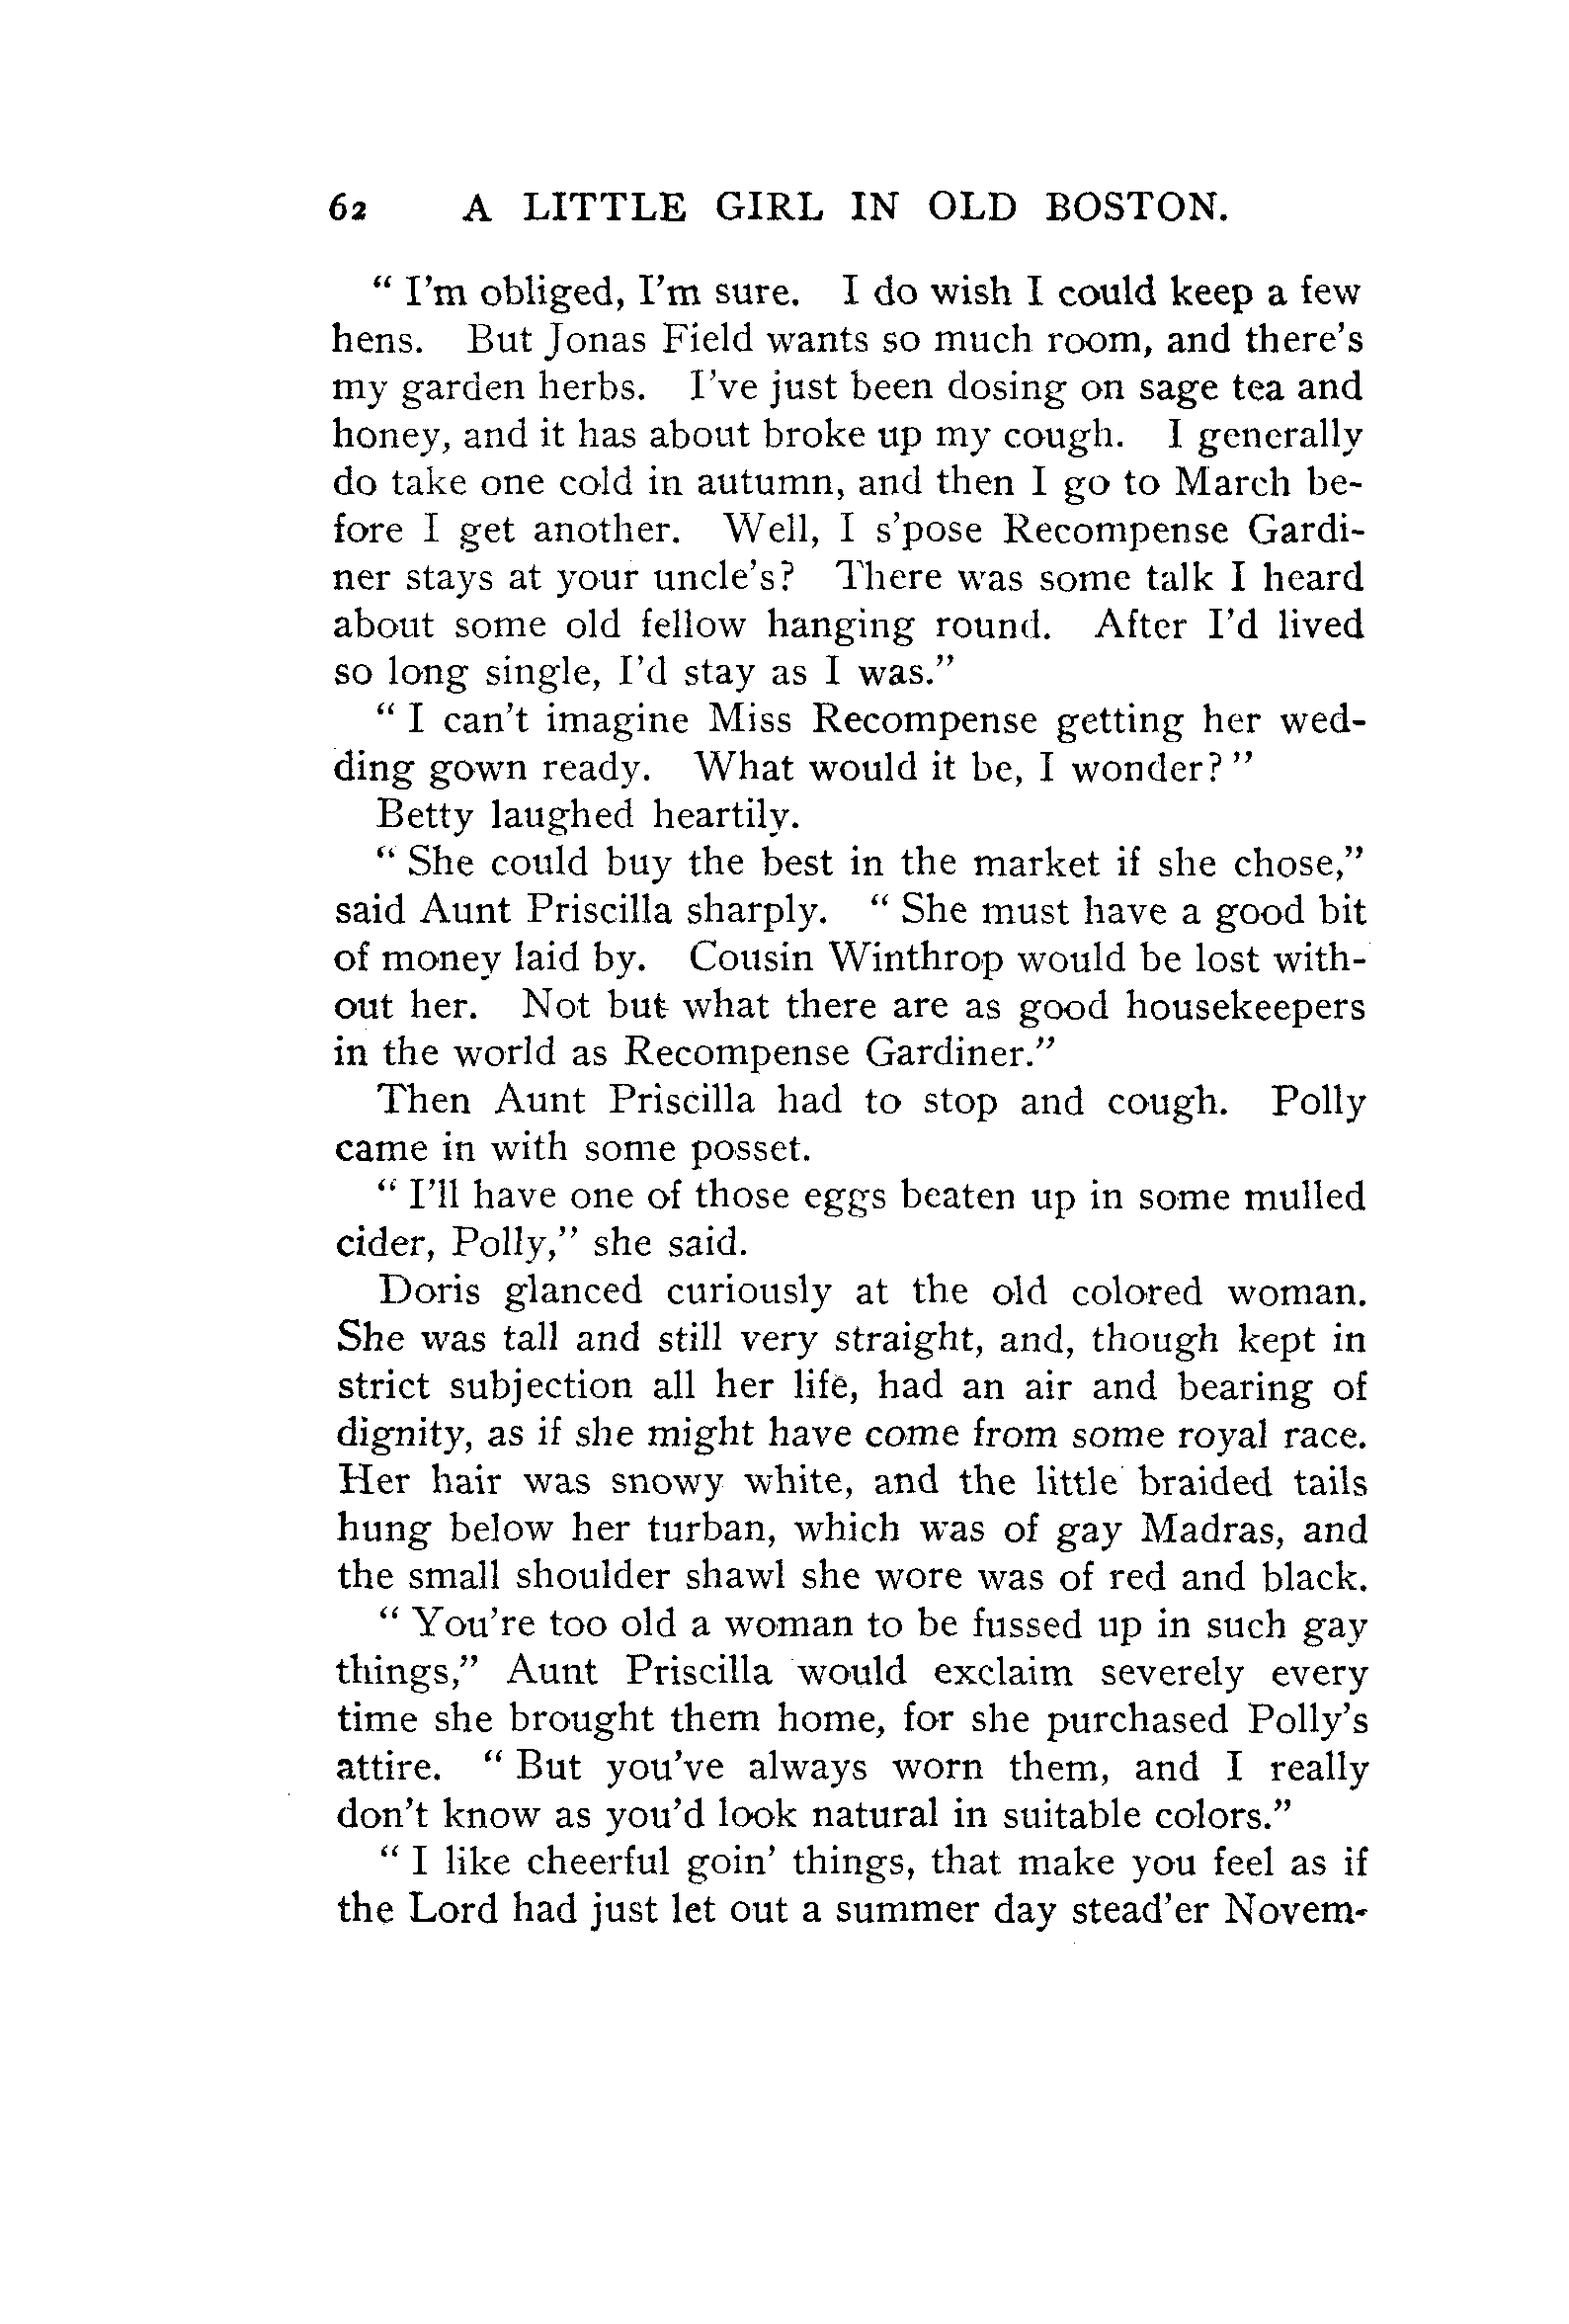 62 A LITTLE GIRL IN OLD BOSTON.
“ I'm obliged, I'm sure. I do wish I could keep a few
hens. But Jonas Field wants so much room, and there's
my garden herbs. I've just been dosing on sage tea and
honey, and it has about broke up my cough. I generally
do take one cold in autumn, and then I go to March be-
fore I get another. Well, I s'pose Recompense Gardi-
ner stays at your uncle's? There was some talk I heard
about some old fellow hanging round. After I'd lived
so long single, I'd stay as I was.”
“ I can't imagine Miss Recompense getting her wed-
ding gown ready. What would it be, I wonder? ”
Betty laughed heartily.
“ She could buy the best in the market if she chose,”
said Aunt Priscilla sharply. “ She must have a good bit
of money laid by. Cousin Winthrop would be lost with-
out her. Not but what there are as good housekeepers
in the world as Recompense Gardiner.”
Then Aunt Priscilla had to stop and cough. Polly
came in with some posset.
“ I'll have one of those eggs beaten up in some mulled
cider, Polly,” she said.
Doris glanced curiously at the old colored woman.
She was tall and still very straight, and, though kept in
strict subjection all her life, had an air and bearing of
dignity, as if she might have come from some royal race.
Her hair was snowy white, and the little braided tails
hung below her turban, which was of gay Madras, and
the small shoulder shawl she wore was of red and black.
“ You're too old a woman to be fussed up in such gay
things,” Aunt Priscilla would exclaim severely every
time she brought them home, for she purchased Polly's
attire. “ But you've always worn them, and I really
don't know as you'd look natural in suitable colors.”
“ I like cheerful goin' things, that make you feel as if
the Lord had just let out a summer day stead'er Novem-